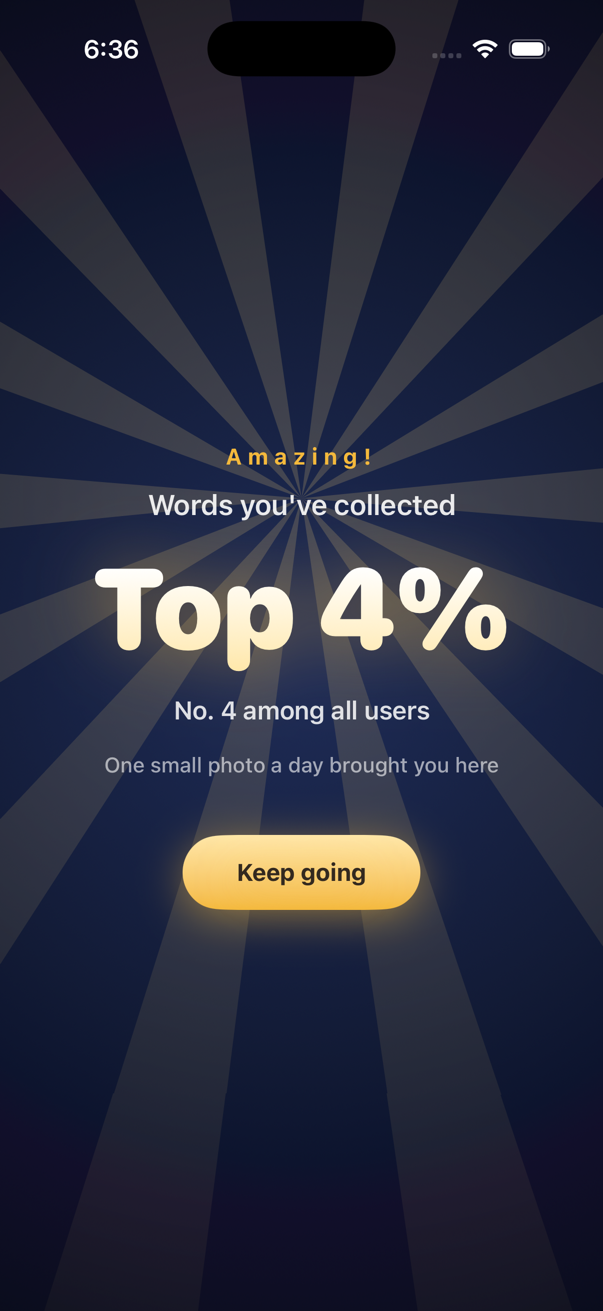 6:36
Amazing!
Words you've collected
Top 4%
No. 4 among all users
One small photo a day brought you here
Keep going